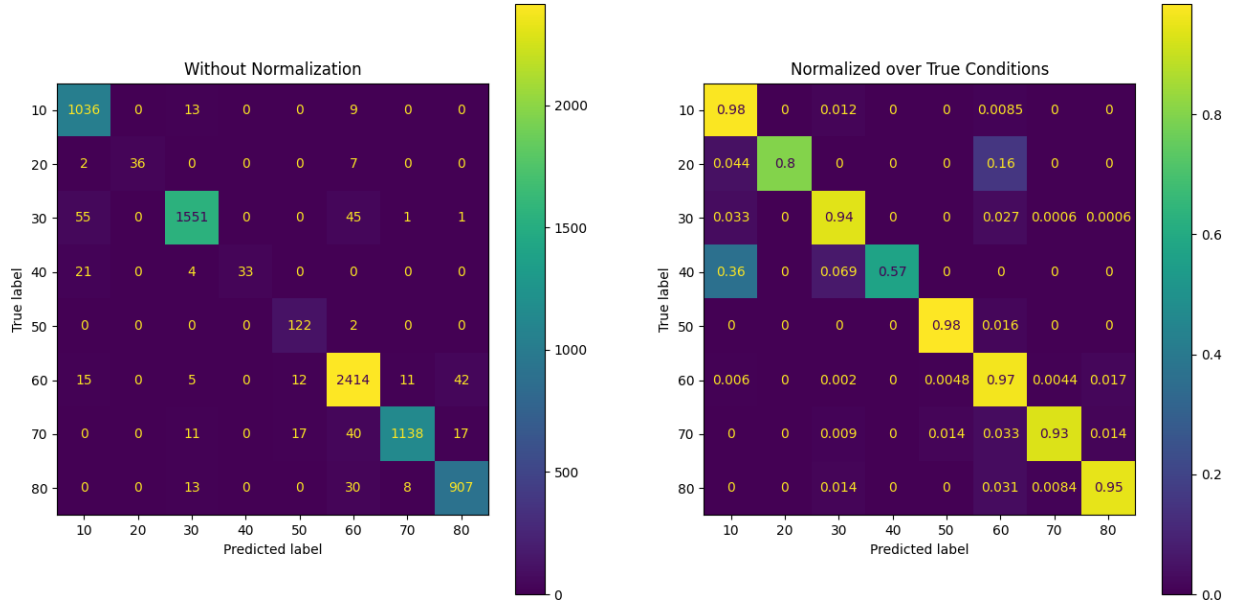 Without Normalization
True label
10 1036 0 13 0 0 9 0 0
20 2 36 0 0 0 7 0 0
30 55 0 1551 0 0 45 1 1
40 21 0 4 33 0 0 0 0
50 0 0 0 0 122 2 0 0
60 15 0 5 0 12 2414 11 42
70 0 0 11 0 17 40 1138 17
80 0 0 13 0 0 30 8 907
10 20 30 40 50 60 70 80
Predicted label
2000
1500
1000
500
0
Normalized over True Conditions
True label
10 0.98 0 0.012 0 0 0.0085 0 0
20 0.044 0.8 0 0 0 0.16 0 0
30 0.033 0 0.94 0 0 0.027 0.0006 0.0006
40 0.36 0 0.069 0.57 0 0 0 0
50 0 0 0 0 0.98 0.016 0 0
60 0.006 0 0.002 0 0.0048 0.97 0.0044 0.017
70 0 0 0.009 0 0.014 0.033 0.93 0.014
80 0 0 0.014 0 0 0.031 0.0084 0.95
10 20 30 40 50 60 70 80
Predicted label
0.8
0.6
0.4
0.2
0.0